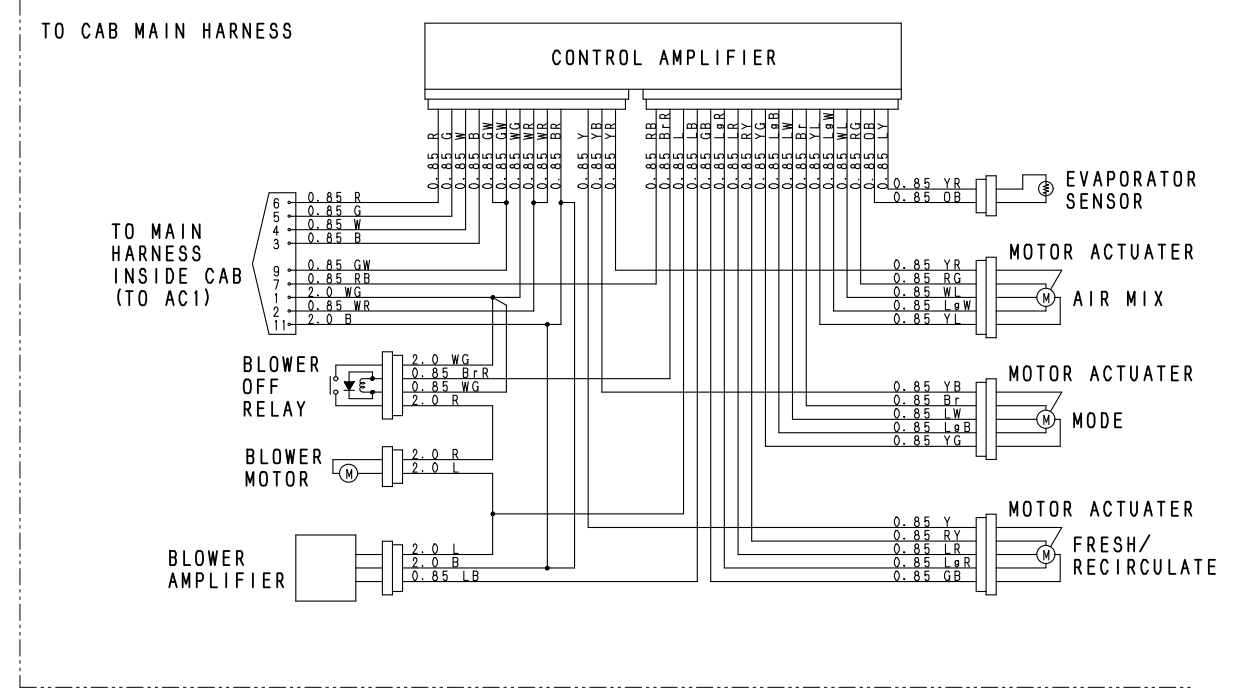 TO CAB MAIN HARNESS
CONTROL AMPLIFIER
0.85 R
0.85 G
0.85 W
0.85 B
0.85 GW
0.85 GW
0.85 WG
0.85 WR
0.85 WR
0.85 BR
0.85 Y
0.85 YB
0.85 YR
0.85 RB
0.85 BrR
0.85 L
0.85 LB
0.85 GB
0.85 LgR
0.85 LR
0.85 RY
0.85 YG
0.85 LgB
0.85 LW
0.85 Br
0.85 YL
0.85 LgW
0.85 WL
0.85 RG
0.85 OB
0.85 LY
0.85 YR
0.85 OB
EVAPORATOR
SENSOR
TO MAIN
HARNESS
INSIDE CAB
(TO AC1)
6 0.85 R
5 0.85 G
4 0.85 W
3 0.85 B
9 0.85 GW
7 0.85 RB
1 2.0 WG
2 0.85 WR
11 2.0 B
MOTOR ACTUATER
0.85 YR
0.85 RG
0.85 WL
0.85 LgW
0.85 YL
M
AIR MIX
BLOWER
OFF
RELAY
2.0 WG
0.85 BrR
0.85 WG
2.0 R
MOTOR ACTUATER
0.85 YB
0.85 Br
0.85 LW
0.85 LgB
0.85 YG
M
MODE
BLOWER
MOTOR
M
2.0 R
2.0 L
MOTOR ACTUATER
0.85 Y
0.85 RY
0.85 LR
0.85 LgR
0.85 GB
M
FRESH/
RECIRCULATE
BLOWER
AMPLIFIER
2.0 L
2.0 B
0.85 LB